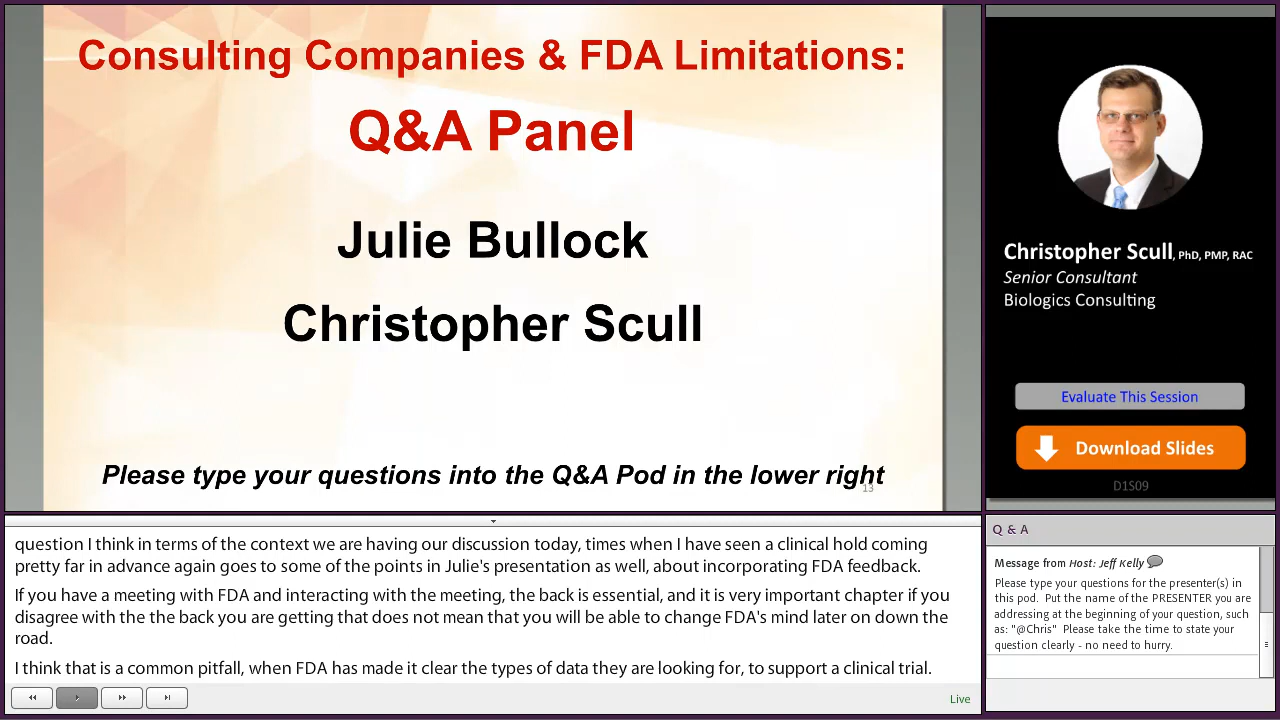 Consulting Companies & FDA Limitations:
Q&A Panel
Julie Bullock
Christopher Scull
Please type your questions into the Q&A Pod in the lower right
13
Christopher Scull, PhD, PMP, RAC
Senior Consultant
Biologics Consulting
Evaluate This Session
Download Slides
D1S09
question I think in terms of the context we are having our discussion today, times when I have seen a clinical hold coming
pretty far in advance again goes to some of the points in Julie's presentation as well, about incorporating FDA feedback.
If you have a meeting with FDA and interacting with the meeting, the back is essential, and it is very important chapter if you
disagree with the the back you are getting that does not mean that you will be able to change FDA's mind later on down the
road.
I think that is a common pitfall, when FDA has made it clear the types of data they are looking for, to support a clinical trial.
Live
Q & A
Message from Host: Jeff Kelly
Please type your questions for the presenter(s) in
this pod. Put the name of the PRESENTER you are
addressing at the beginning of your question, such
as: "@Chris" Please take the time to state your
question clearly - no need to hurry.